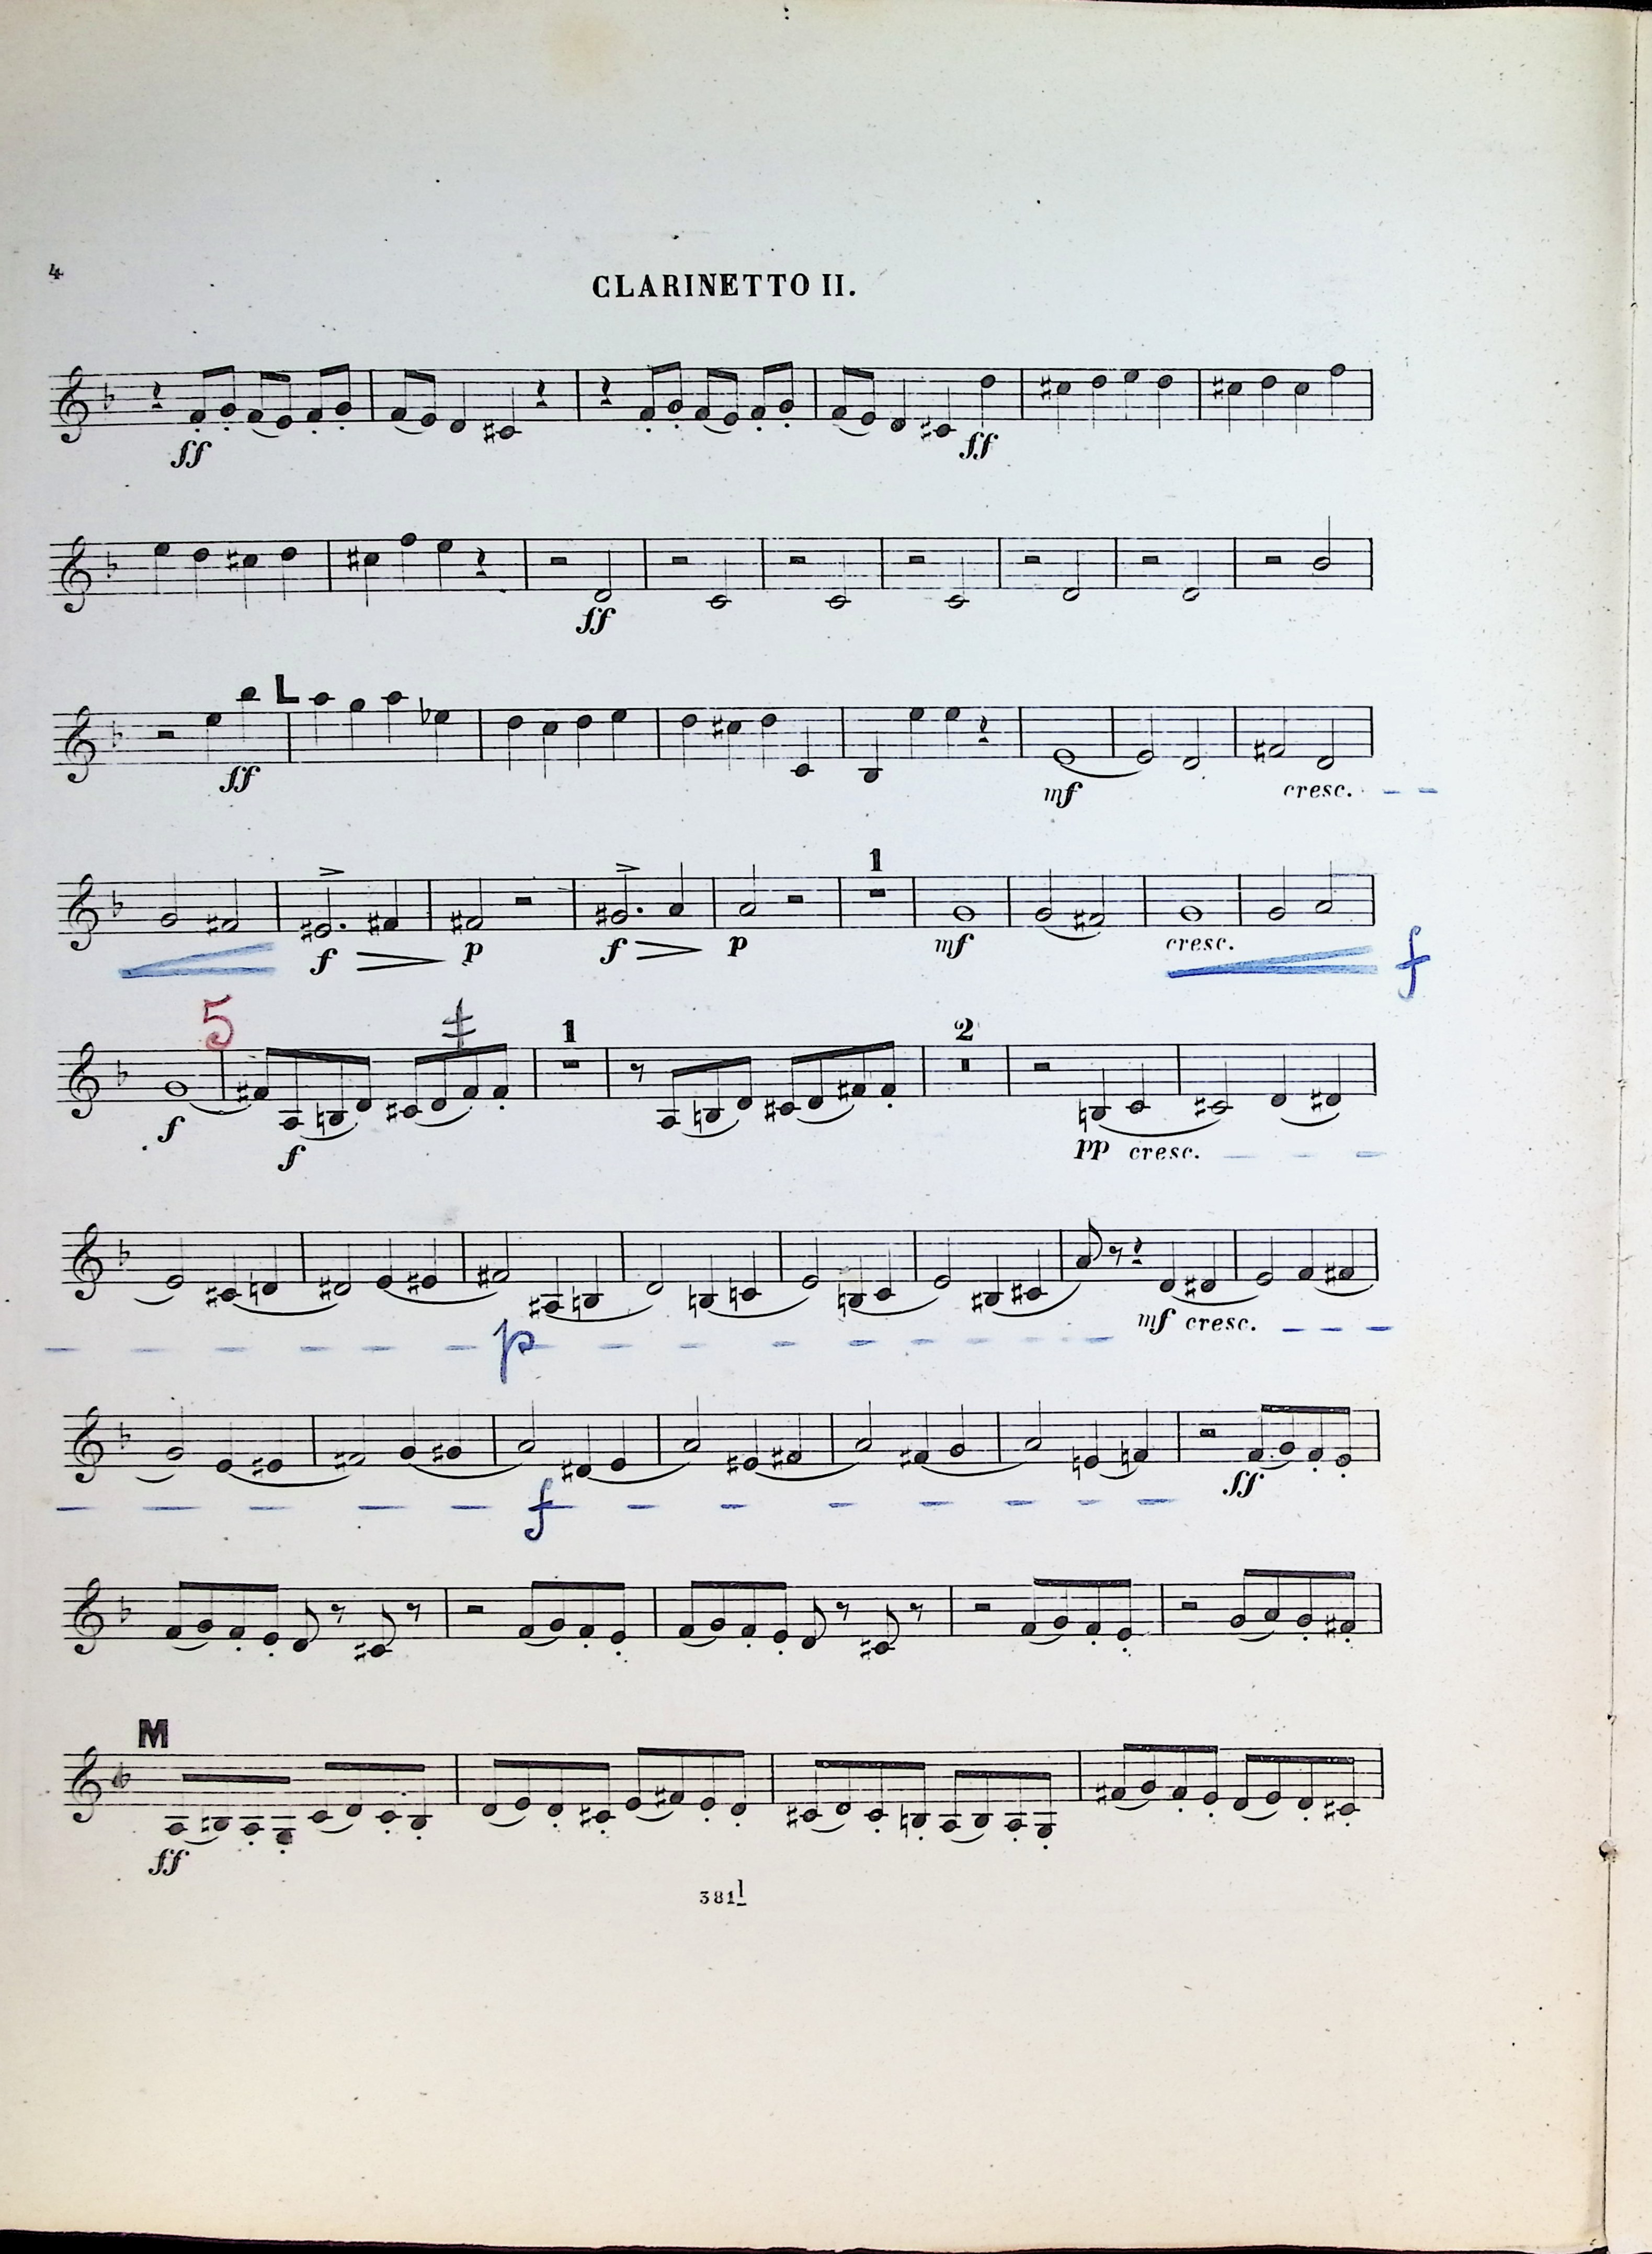 4
CLARINETTO II.
ff ff
ff
L
ff mf cresc.
1
f p f p mf cresc. f
5 1 2
f f pp cresc.
mf cresc.
p
ff
f
M
ff
381